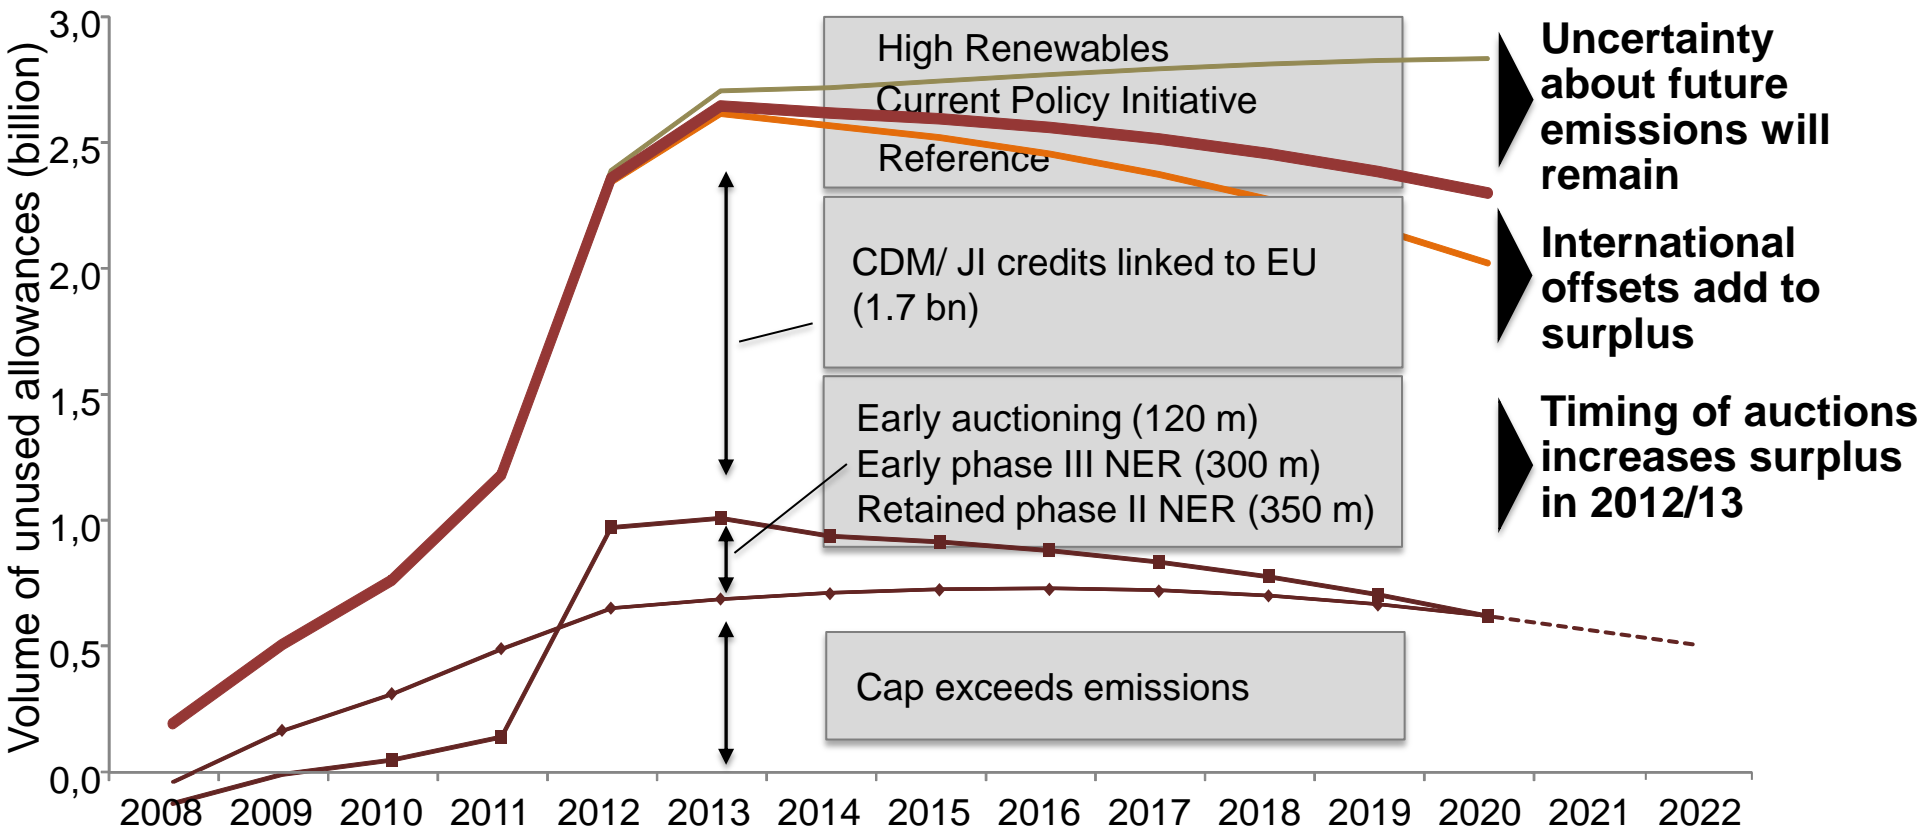 Volume of unused allowances (billion)
3,0
2,5
2,0
1,5
1,0
0,5
0,0
High Renewables
Current Policy Initiative
Reference
CDM/ JI credits linked to EU
(1.7 bn)
Early auctioning (120 m)
Early phase III NER (300 m)
Retained phase II NER (350 m)
Cap exceeds emissions
Uncertainty
about future
emissions will
remain
International
offsets add to
surplus
Timing of auctions
increases surplus
in 2012/13
2008 2009 2010 2011 2012 2013 2014 2015 2016 2017 2018 2019 2020 2021 2022